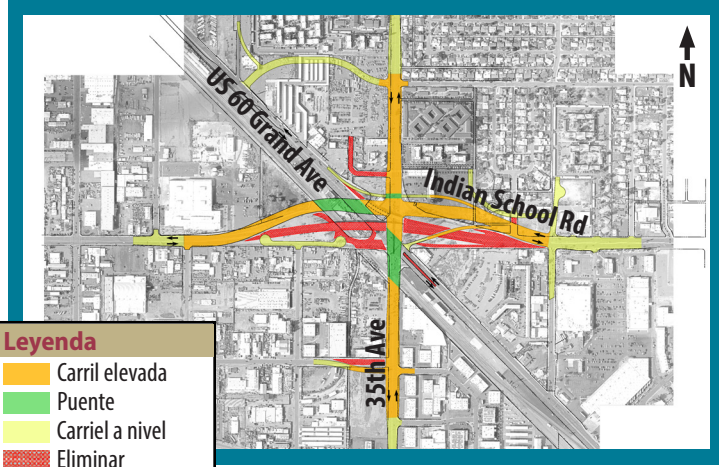 N
US 60 Grand Ave
Indian School Rd
35th Ave
Leyenda
Carril elevada
Puente
Carriel a nivel
Eliminar